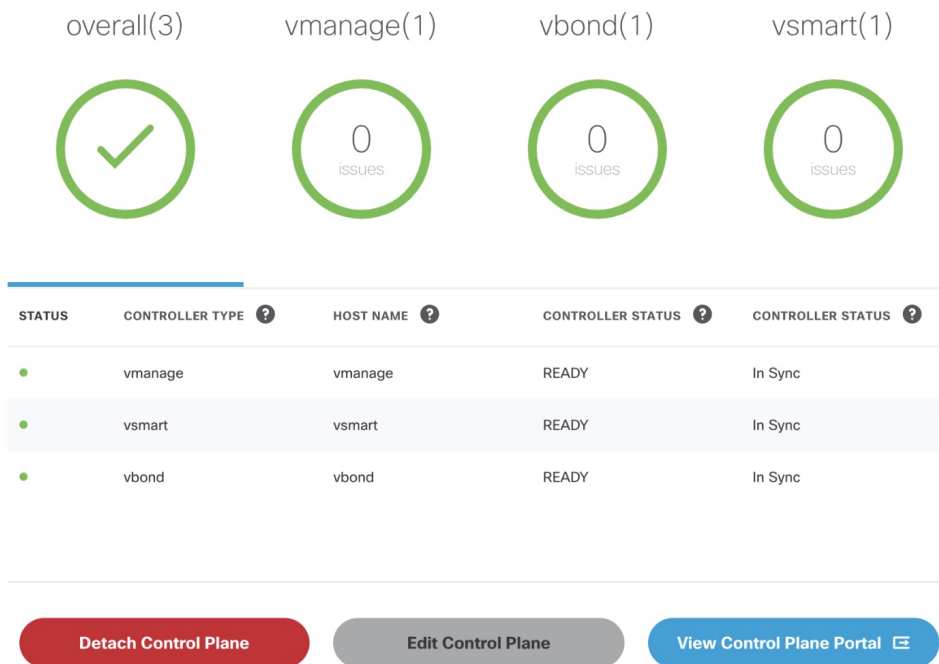 overall(3) vmanage(1) vbond(1) vsmart(1)
0 0 0
issues issues issues
STATUS CONTROLLER TYPE ? HOST NAME ? CONTROLLER STATUS ? CONTROLLER STATUS ?
vmanage vmanage READY In Sync
vsmart vsmart READY In Sync
vbond vbond READY In Sync
Detach Control Plane Edit Control Plane View Control Plane Portal